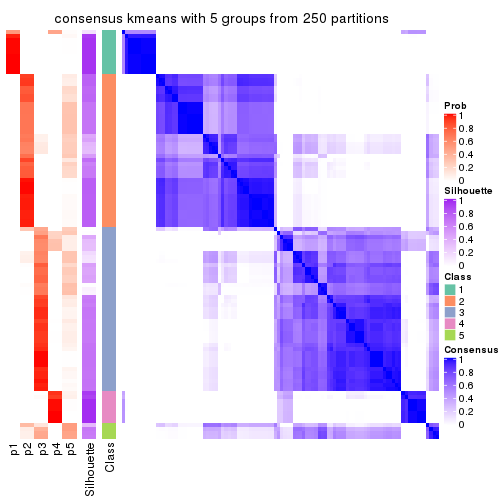 consensus kmeans with 5 groups from 250 partitions
Prob
1
0.8
0.6
0.4
0.2
0
Silhouette
1
0.8
0.6
0.4
0.2
0
Class
1
2
3
4
5
Consensus
1
0.8
0.6
0.4
0.2
0
p1
p2
p3
p4
p5
Silhouette
Class